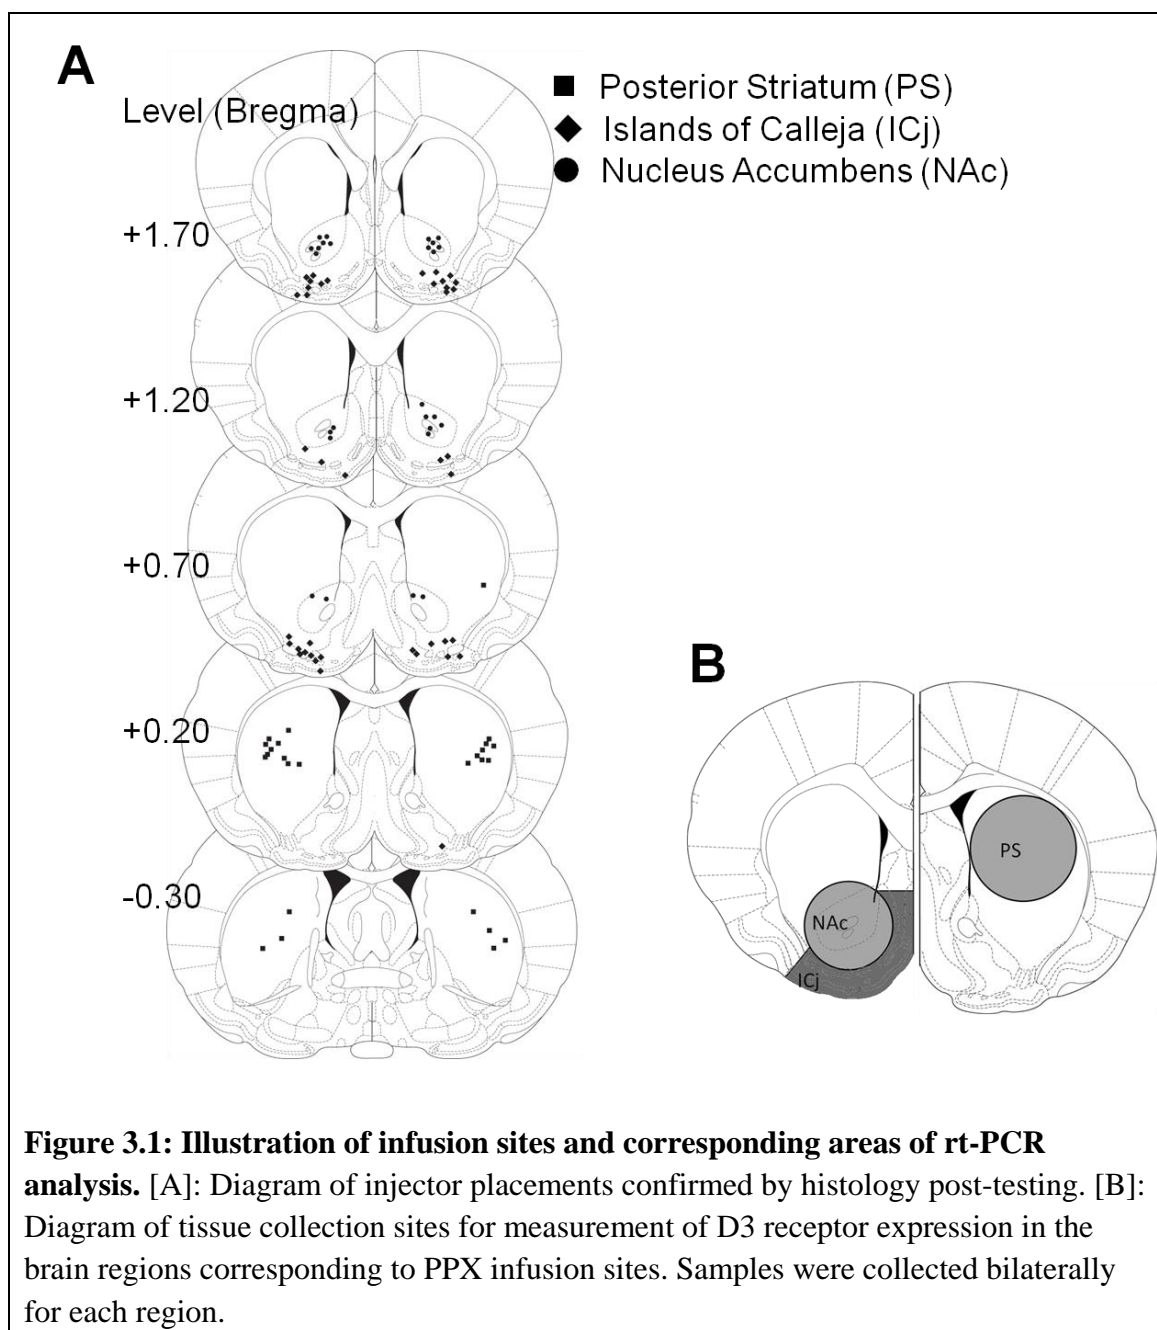 A
Level (Bregma)
Posterior Striatum (PS)
Islands of Calleja (ICj)
Nucleus Accumbens (NAc)
+1.70
+1.20
+0.70
+0.20
-0.30
B
PS
NAc
ICj
Figure 3.1: Illustration of infusion sites and corresponding areas of rt-PCR
analysis. [A]: Diagram of injector placements confirmed by histology post-testing. [B]:
Diagram of tissue collection sites for measurement of D3 receptor expression in the
brain regions corresponding to PPX infusion sites. Samples were collected bilaterally
for each region.